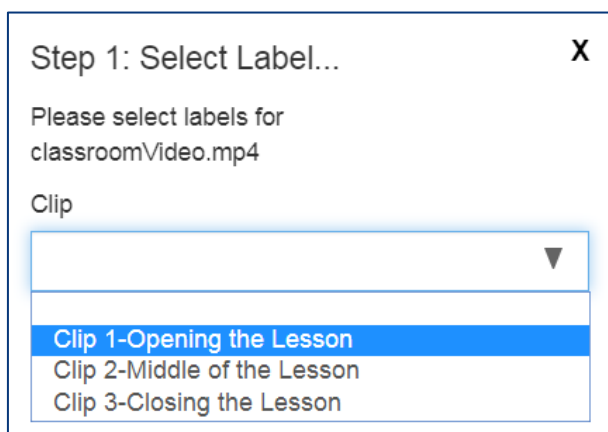 Step 1: Select Label...
X
Please select labels for
classroomVideo.mp4
Clip
Clip 1-Opening the Lesson
Clip 2-Middle of the Lesson
Clip 3-Closing the Lesson